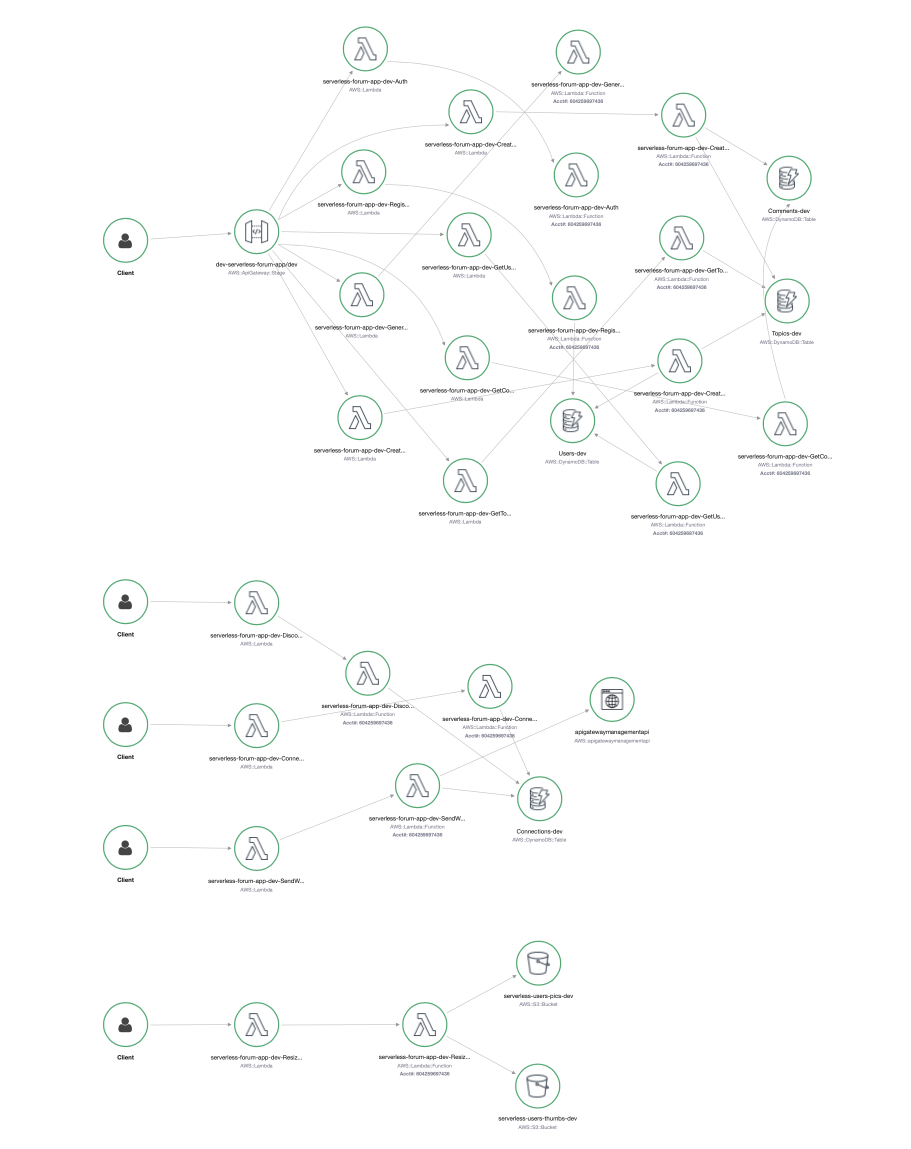 serverless-forum-app-dev-Auth
AWS::Lambda
serverless-forum-app-dev-Gener...
AWS::Lambda::Function
Acct#: 604259697436
serverless-forum-app-dev-Creat...
AWS::Lambda
serverless-forum-app-dev-Creat...
AWS::Lambda::Function
Acct#: 604259697436
serverless-forum-app-dev-Regis...
AWS::Lambda
serverless-forum-app-dev-Auth
AWS::Lambda::Function
Acct#: 604259697436
Comments-dev
AWS::DynamoDB::Table
Client
dev-serverless-forum-app/dev
AWS::ApiGateway::Stage
serverless-forum-app-dev-GetUs...
AWS::Lambda
serverless-forum-app-dev-GetTo...
AWS::Lambda::Function
Acct#: 604259697436
serverless-forum-app-dev-Gener...
AWS::Lambda
serverless-forum-app-dev-Regis...
AWS::Lambda::Function
Acct#: 604259697436
Topics-dev
AWS::DynamoDB::Table
serverless-forum-app-dev-GetCo...
AWS::Lambda
serverless-forum-app-dev-Creat...
AWS::Lambda::Function
Acct#: 604259697436
serverless-forum-app-dev-Creat...
AWS::Lambda
Users-dev
AWS::DynamoDB::Table
serverless-forum-app-dev-GetCo...
AWS::Lambda::Function
Acct#: 604259697436
serverless-forum-app-dev-GetTo...
AWS::Lambda
serverless-forum-app-dev-GetUs...
AWS::Lambda::Function
Acct#: 604259697436
Client
serverless-forum-app-dev-Disco...
AWS::Lambda
serverless-forum-app-dev-Disco...
AWS::Lambda::Function
Acct#: 604259697436
serverless-forum-app-dev-Conne...
AWS::Lambda::Function
Acct#: 604259697436
apigatewaymanagementapi
AWS::apigatewaymanagementapi
Client
serverless-forum-app-dev-Conne...
AWS::Lambda
serverless-forum-app-dev-SendW...
AWS::Lambda::Function
Acct#: 604259697436
Connections-dev
AWS::DynamoDB::Table
Client
serverless-forum-app-dev-SendW...
AWS::Lambda
serverless-users-pics-dev
AWS::S3::Bucket
Client
serverless-forum-app-dev-Resiz...
AWS::Lambda
serverless-forum-app-dev-Resiz...
AWS::Lambda::Function
Acct#: 604259697436
serverless-users-thumbs-dev
AWS::S3::Bucket